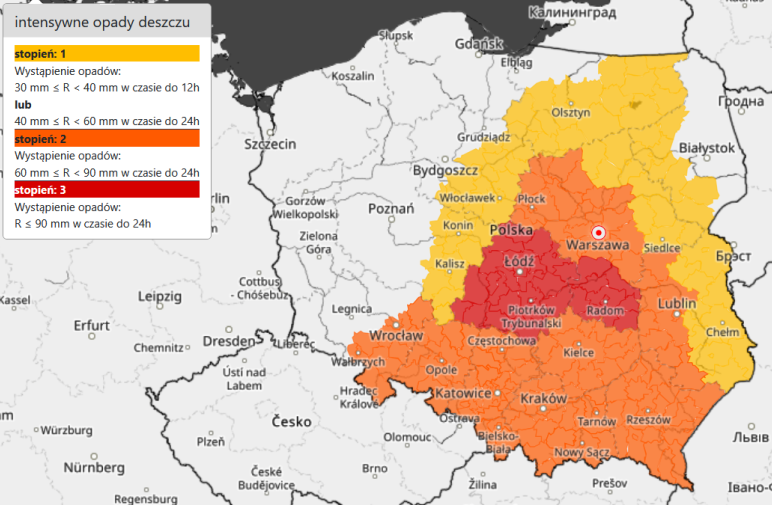 intensywne opady deszczu
stopień: 1
Wystąpienie opadów:
30 mm ≤ R < 40 mm w czasie do 12h
lub
40 mm ≤ R < 60 mm w czasie do 24h
stopień: 2
Wystąpienie opadów:
60 mm ≤ R < 90 mm w czasie do 24h
stopień: 3
Wystąpienie opadów:
R ≤ 90 mm w czasie do 24h
Калининград
Słupsk
Gdańsk
Elbląg
Koszalin
Гродна
Olsztyn
Szczecin
Grudziądz
Białystok
Bydgoszcz
rlin
Gorzów
Wielkopolski
Włocławek
Płock
Poznań
Konin
Polska
Warszawa
Siedlce
Брэст
Zielona
Góra
Kalisz
Łódź
Cottbus
- Chóśebuz
Kassel
Leipzig
Legnica
Piotrków
Trybunalski
Radom
Lublin
Erfurt
Chełm
Wrocław
Dresden
Chemnitz
Liberec
Częstochowa
Kielce
Wałbrzych
Opole
Ústí nad
Labem
Hradec
Králové
Katowice
Kraków
Tarnów
Rzeszów
Česko
Ostrava
Würzburg
Plzeň
Olomouc
Bielsko-
Biała
Nowy Sącz
Львів
Nürnberg
České
Budějovice
Brno
Žilina
Prešov
Regensburg
Івано-